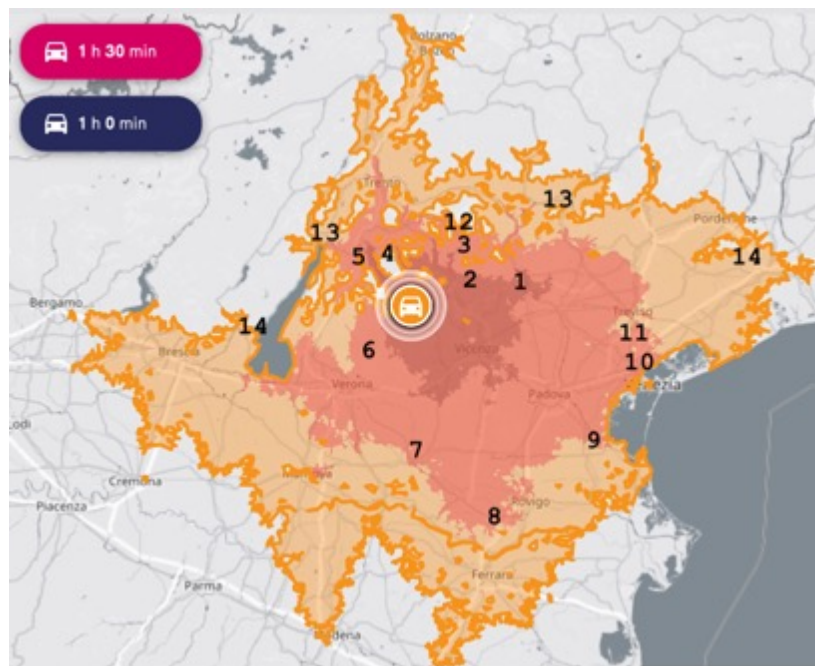 1 h 30 min
1 h 0 min
Bolzano
Trento
13
12
13
3
4
5
Pordenone
14
2
1
Bergamo
14
Treviso
11
Brescia
6
Vicenza
10
Venezia
Verona
Padova
9
7
Lodi
Mantova
Cremona
8
Rovigo
Piacenza
Ferrara
Parma
Modena